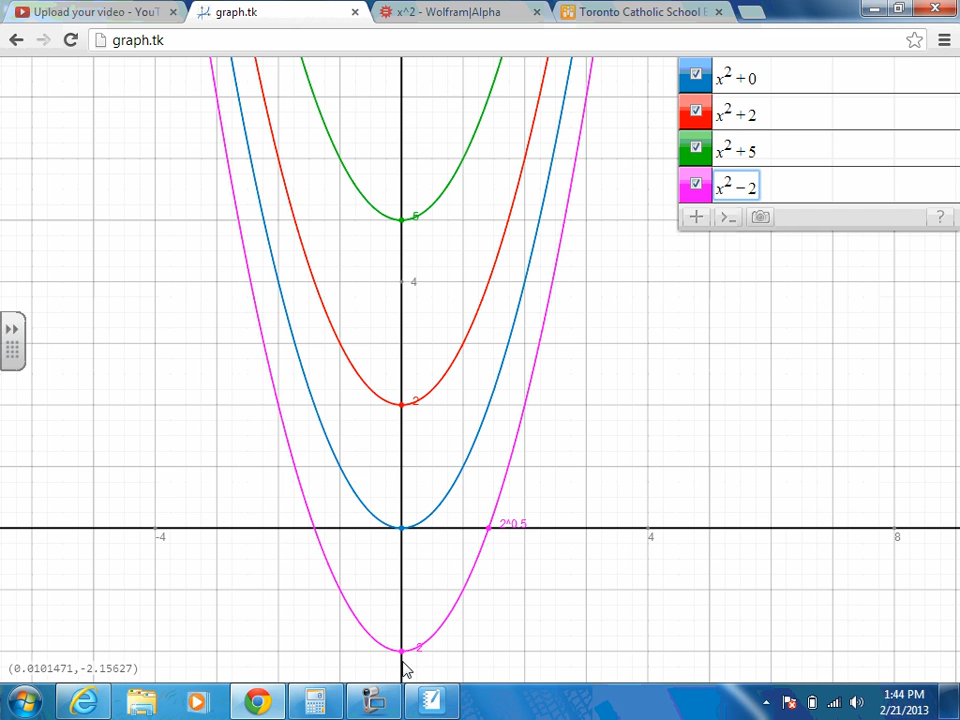 Upload your video - YouT
graph.tk
x^2 - Wolfram|Alpha
Toronto Catholic School E
graph.tk
x² + 0
x² + 2
x² + 5
x² − 2
>_
?
5
4
2
2^0.5
-4
4
8
-2
(0.0101471,-2.15627)
1:44 PM
2/21/2013